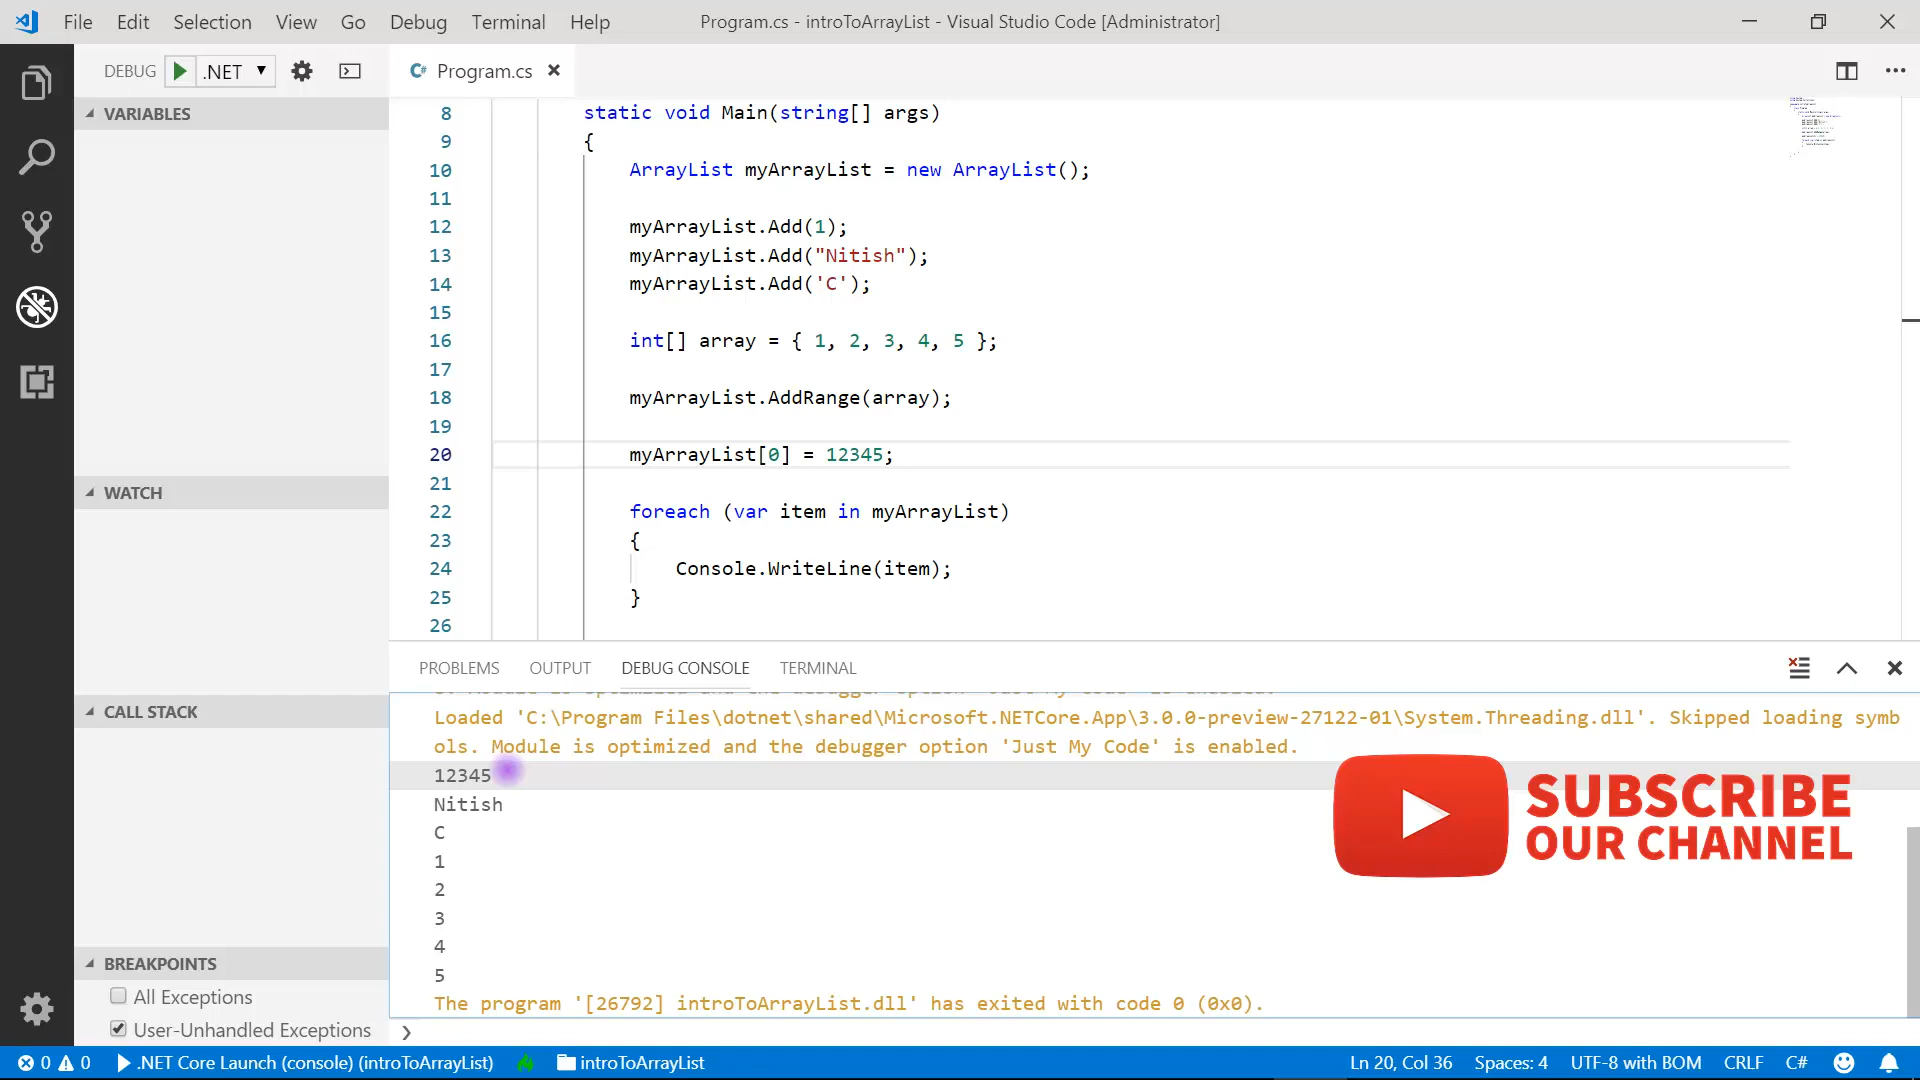 File Edit Selection View Go Debug Terminal Help Program.cs - introToArrayList - Visual Studio Code [Administrator]
DEBUG .NET
C# Program.cs
VARIABLES
WATCH
CALL STACK
BREAKPOINTS
All Exceptions
User-Unhandled Exceptions
8 static void Main(string[] args)
9 {
10 ArrayList myArrayList = new ArrayList();
11
12 myArrayList.Add(1);
13 myArrayList.Add("Nitish");
14 myArrayList.Add('C');
15
16 int[] array = { 1, 2, 3, 4, 5 };
17
18 myArrayList.AddRange(array);
19
20 myArrayList[0] = 12345;
21
22 foreach (var item in myArrayList)
23 {
24 Console.WriteLine(item);
25 }
26
PROBLEMS OUTPUT DEBUG CONSOLE TERMINAL
Loaded 'C:\Program Files\dotnet\shared\Microsoft.NETCore.App\3.0.0-preview-27122-01\System.Threading.dll'. Skipped loading symb
ols. Module is optimized and the debugger option 'Just My Code' is enabled.
12345
Nitish
C
1
2
3
4
5
The program '[26792] introToArrayList.dll' has exited with code 0 (0x0).
SUBSCRIBE
OUR CHANNEL
0 0 .NET Core Launch (console) (introToArrayList) introToArrayList Ln 20, Col 36 Spaces: 4 UTF-8 with BOM CRLF C#